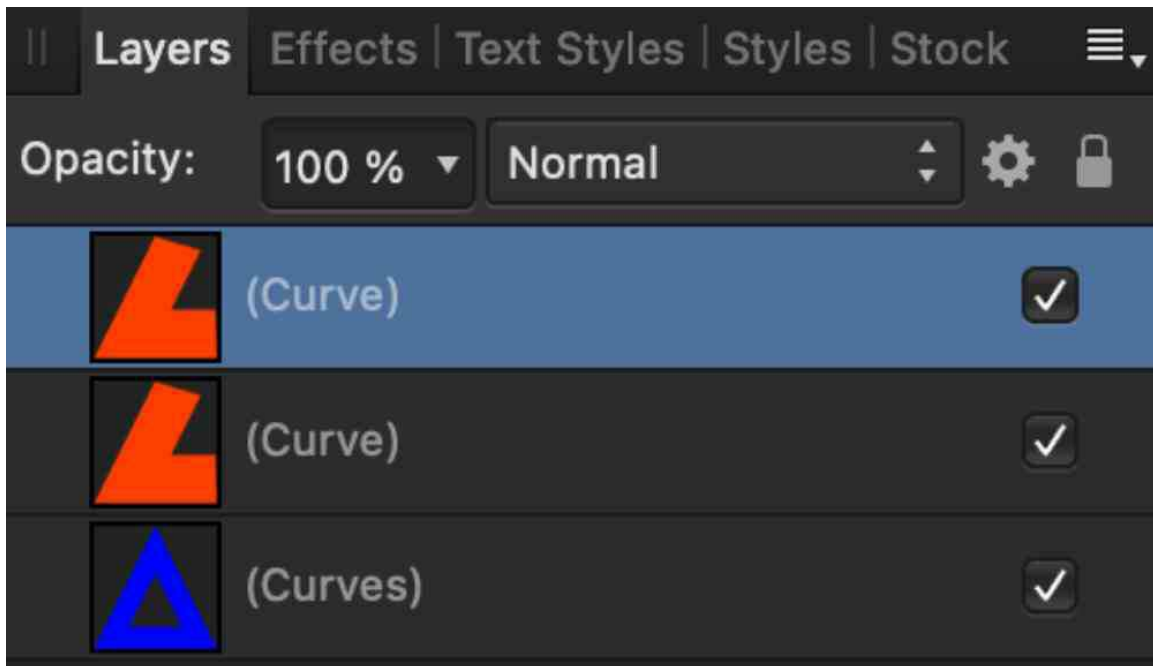 Layers Effects | Text Styles | Styles | Stock
Opacity: 100 % Normal
(Curve)
(Curve)
(Curves)